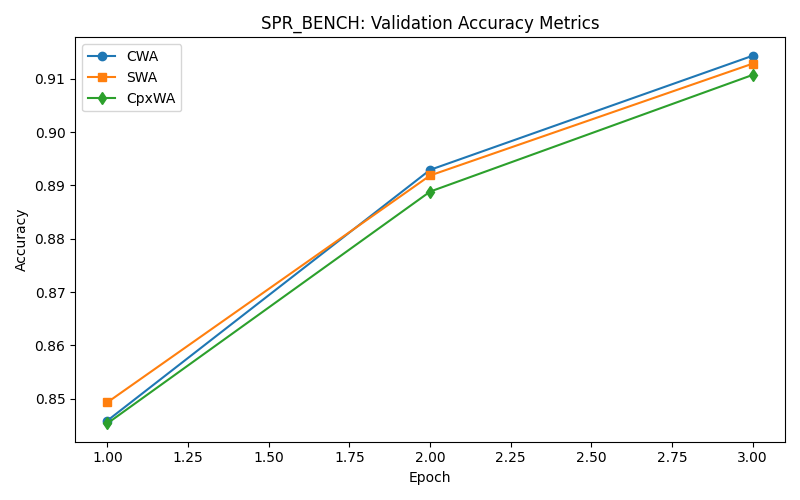 SPR_BENCH: Validation Accuracy Metrics
CWA
SWA
CpxWA
Accuracy
0.91
0.90
0.89
0.88
0.87
0.86
0.85
1.00 1.25 1.50 1.75 2.00 2.25 2.50 2.75 3.00
Epoch